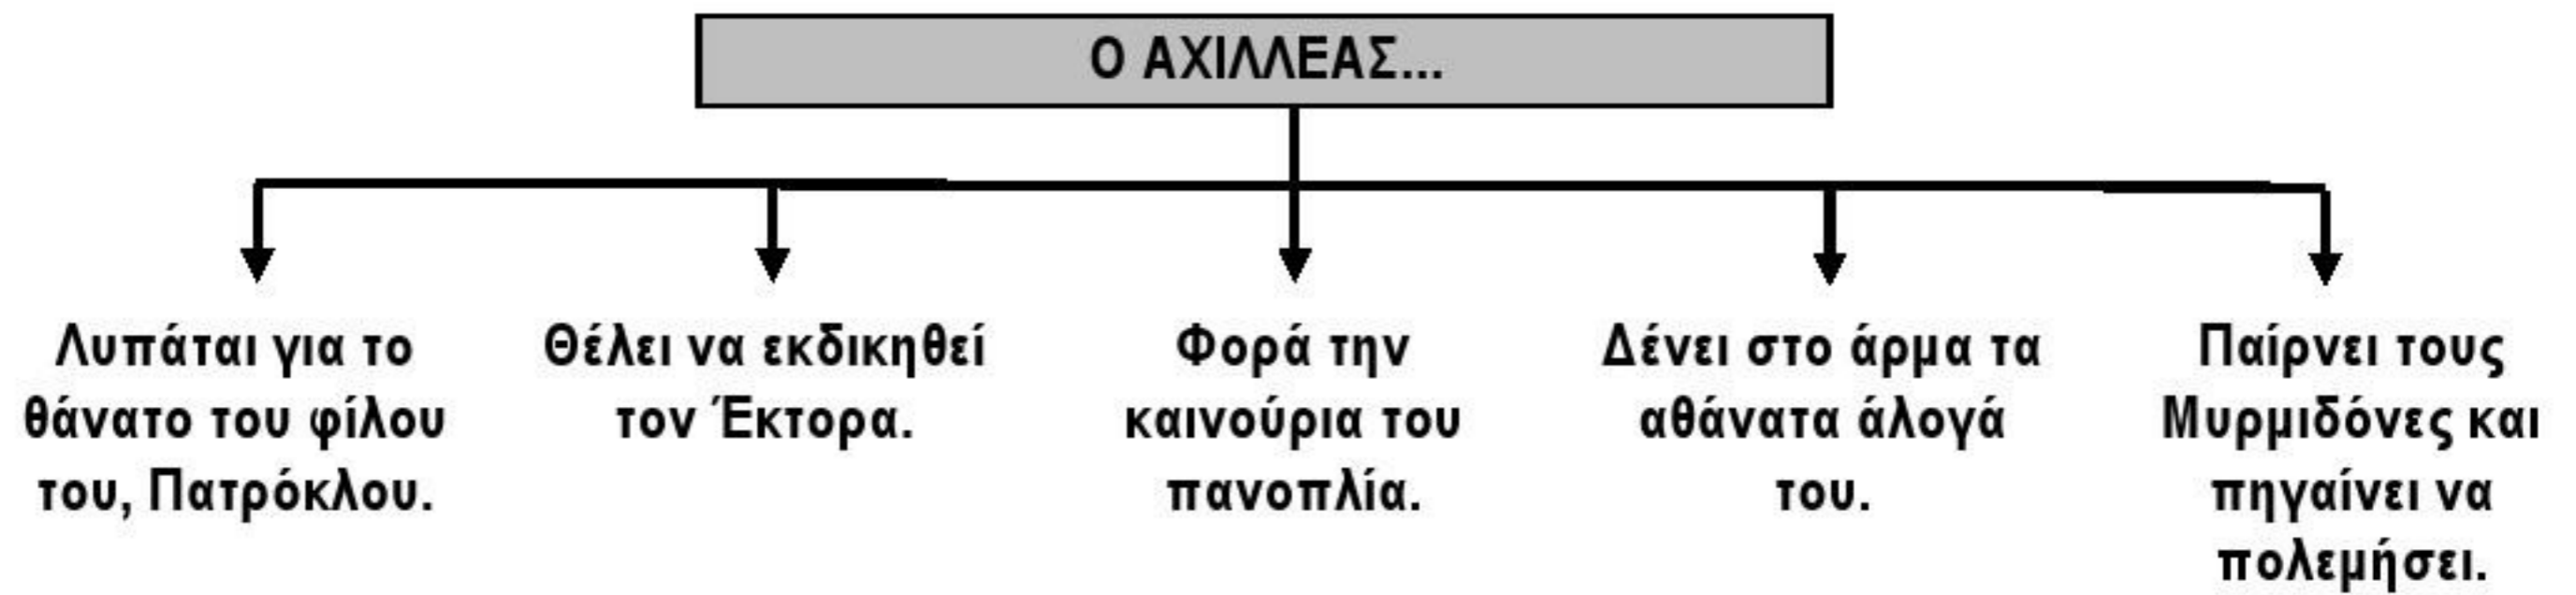 Ο ΑΧΙΛΛΕΑΣ...
Λυπάται για το
θάνατο του φίλου
του, Πατρόκλου.
Θέλει να εκδικηθεί
τον Έκτορα.
Φορά την
καινούρια του
πανοπλία.
Δένει στο άρμα τα
αθάνατα άλογά
του.
Παίρνει τους
Μυρμιδόνες και
πηγαίνει να
πολεμήσει.